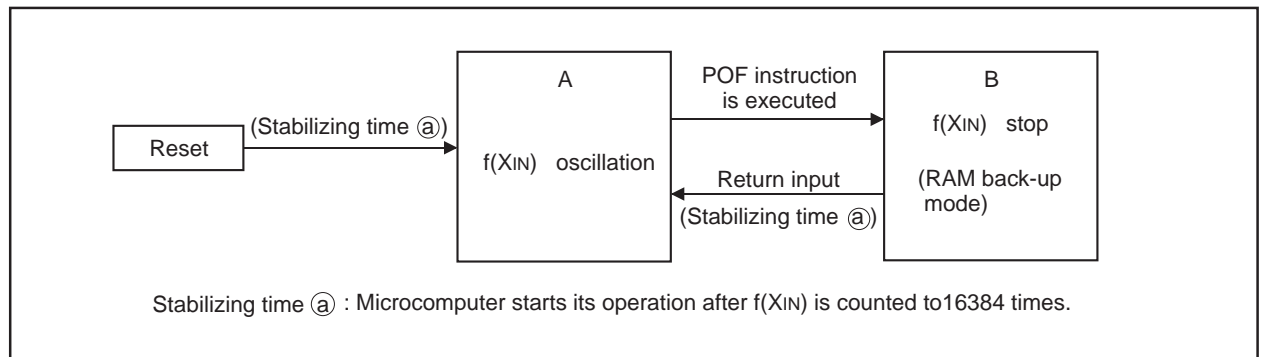 Reset
(Stabilizing time ⓐ)
A
f(XIN) oscillation
POF instruction
is executed
Return input
(Stabilizing time ⓐ)
B
f(XIN) stop
(RAM back-up
mode)
Stabilizing time ⓐ : Microcomputer starts its operation after f(XIN) is counted to16384 times.